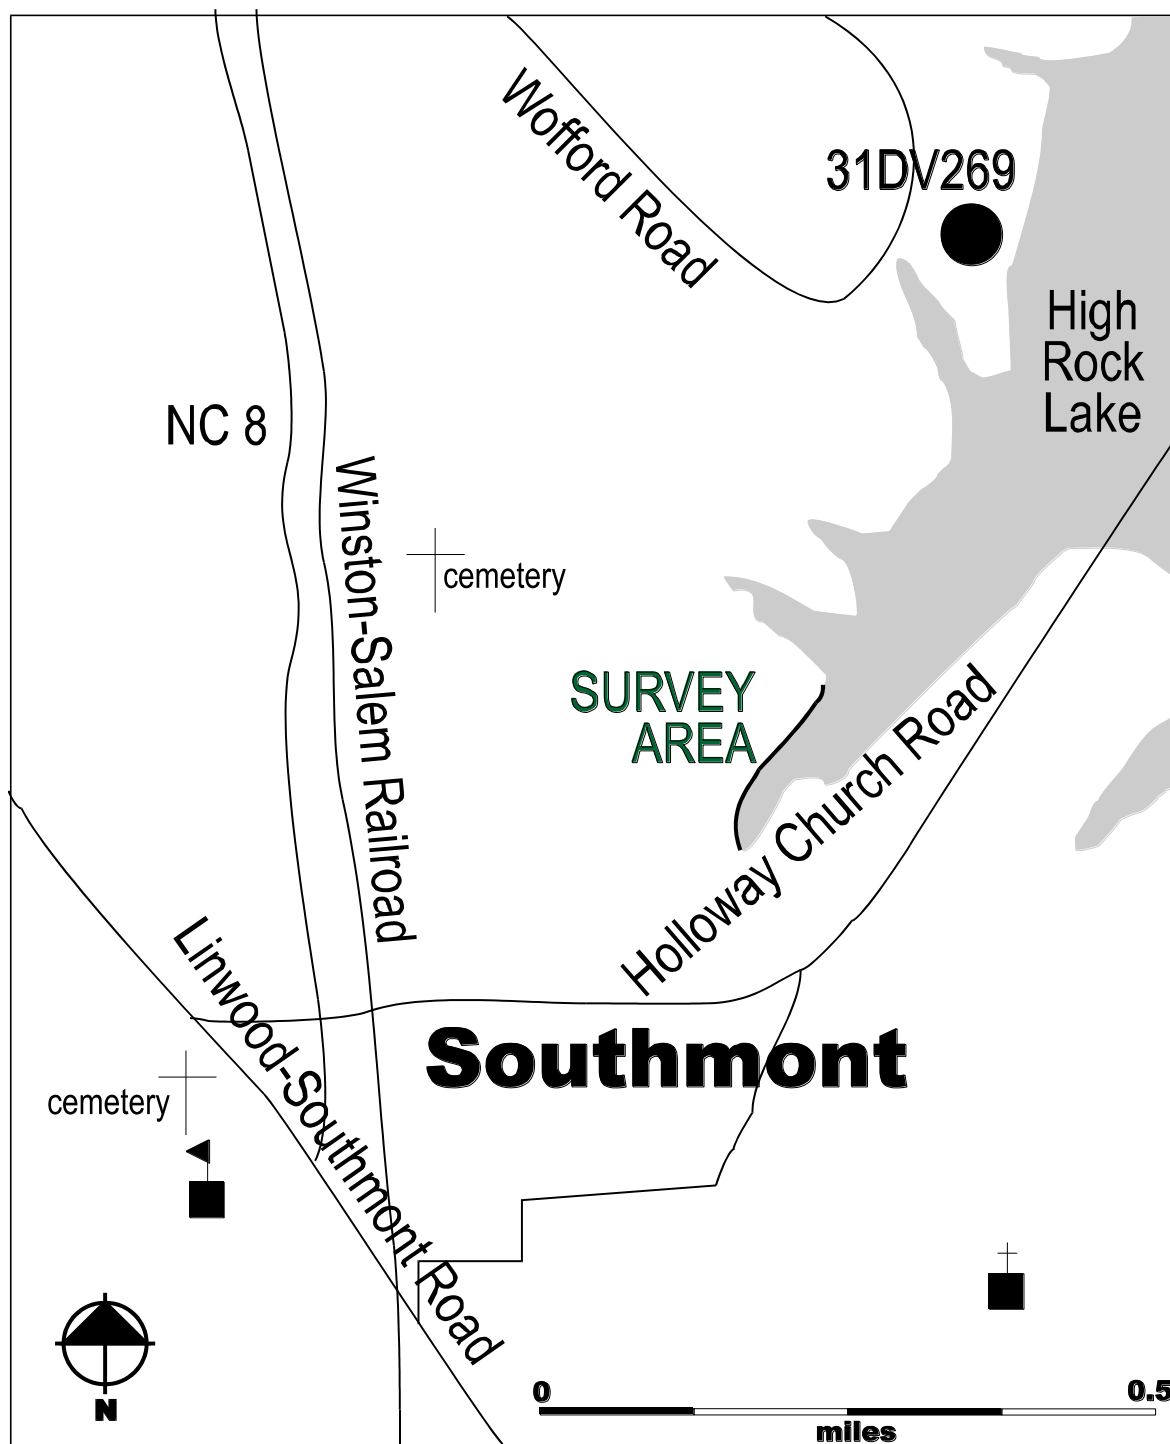 Wofford Road
31DV269
High
Rock
Lake
NC 8
Winston-Salem Railroad
cemetery
SURVEY
AREA
Holloway Church Road
Linwood-Southmont Road
Southmont
cemetery
N
0
0.5
miles